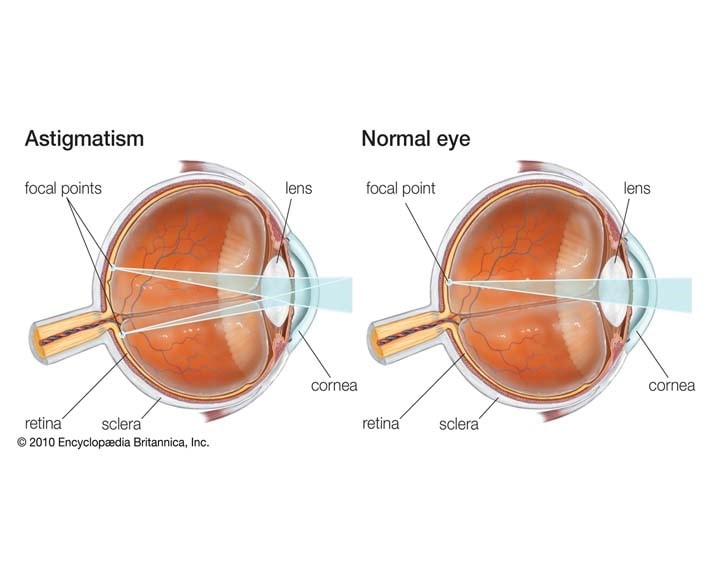 Astigmatism
focal points
lens
cornea
retina
sclera
© 2010 Encyclopædia Britannica, Inc.
Normal eye
focal point
lens
cornea
retina
sclera